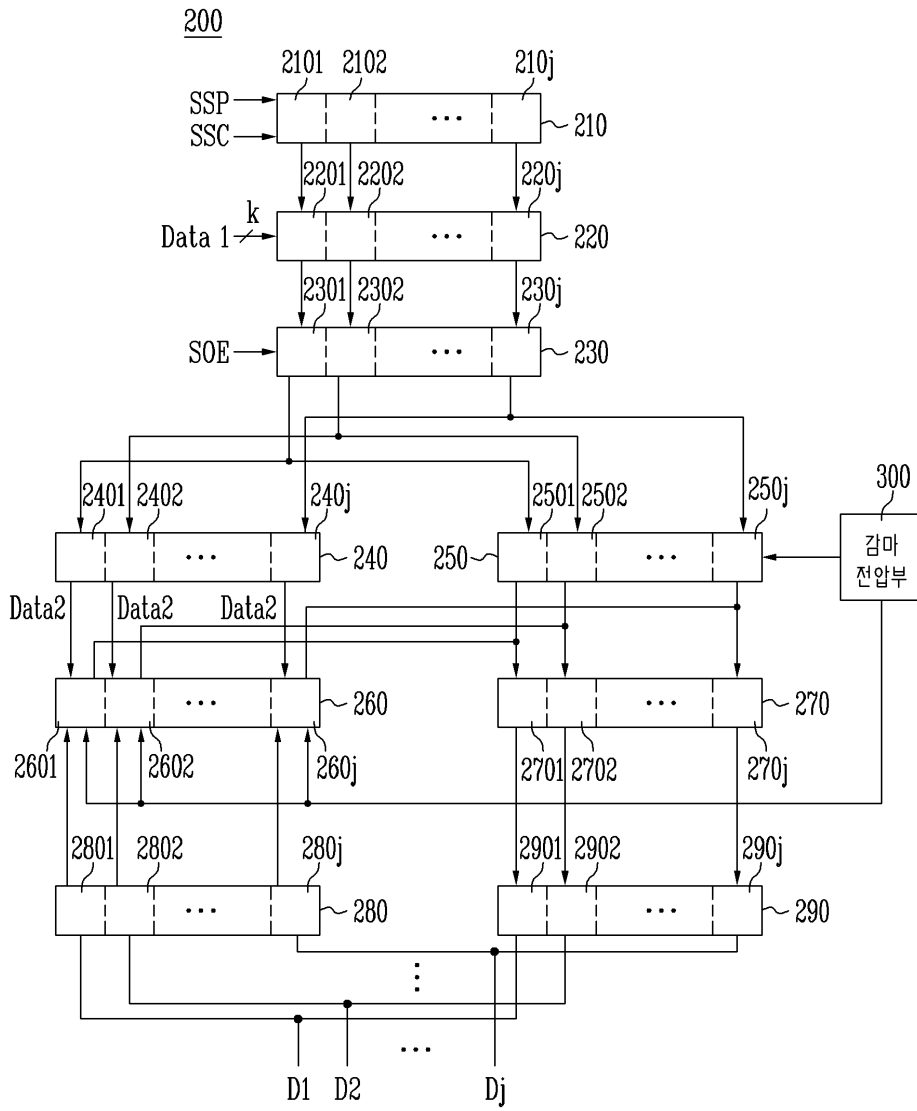 200
2101 2102 210j
SSP
SSC
210
2201 2202 220j
k
Data 1
220
2301 2302 230j
SOE
230
2401 2402 240j 2501 2502 250j 300
240 250
감마
전압부
Data2 Data2 Data2
260 270
2601 2602 260j 2701 2702 270j
2801 2802 280j 2901 2902 290j
280 290
D1 D2 Dj